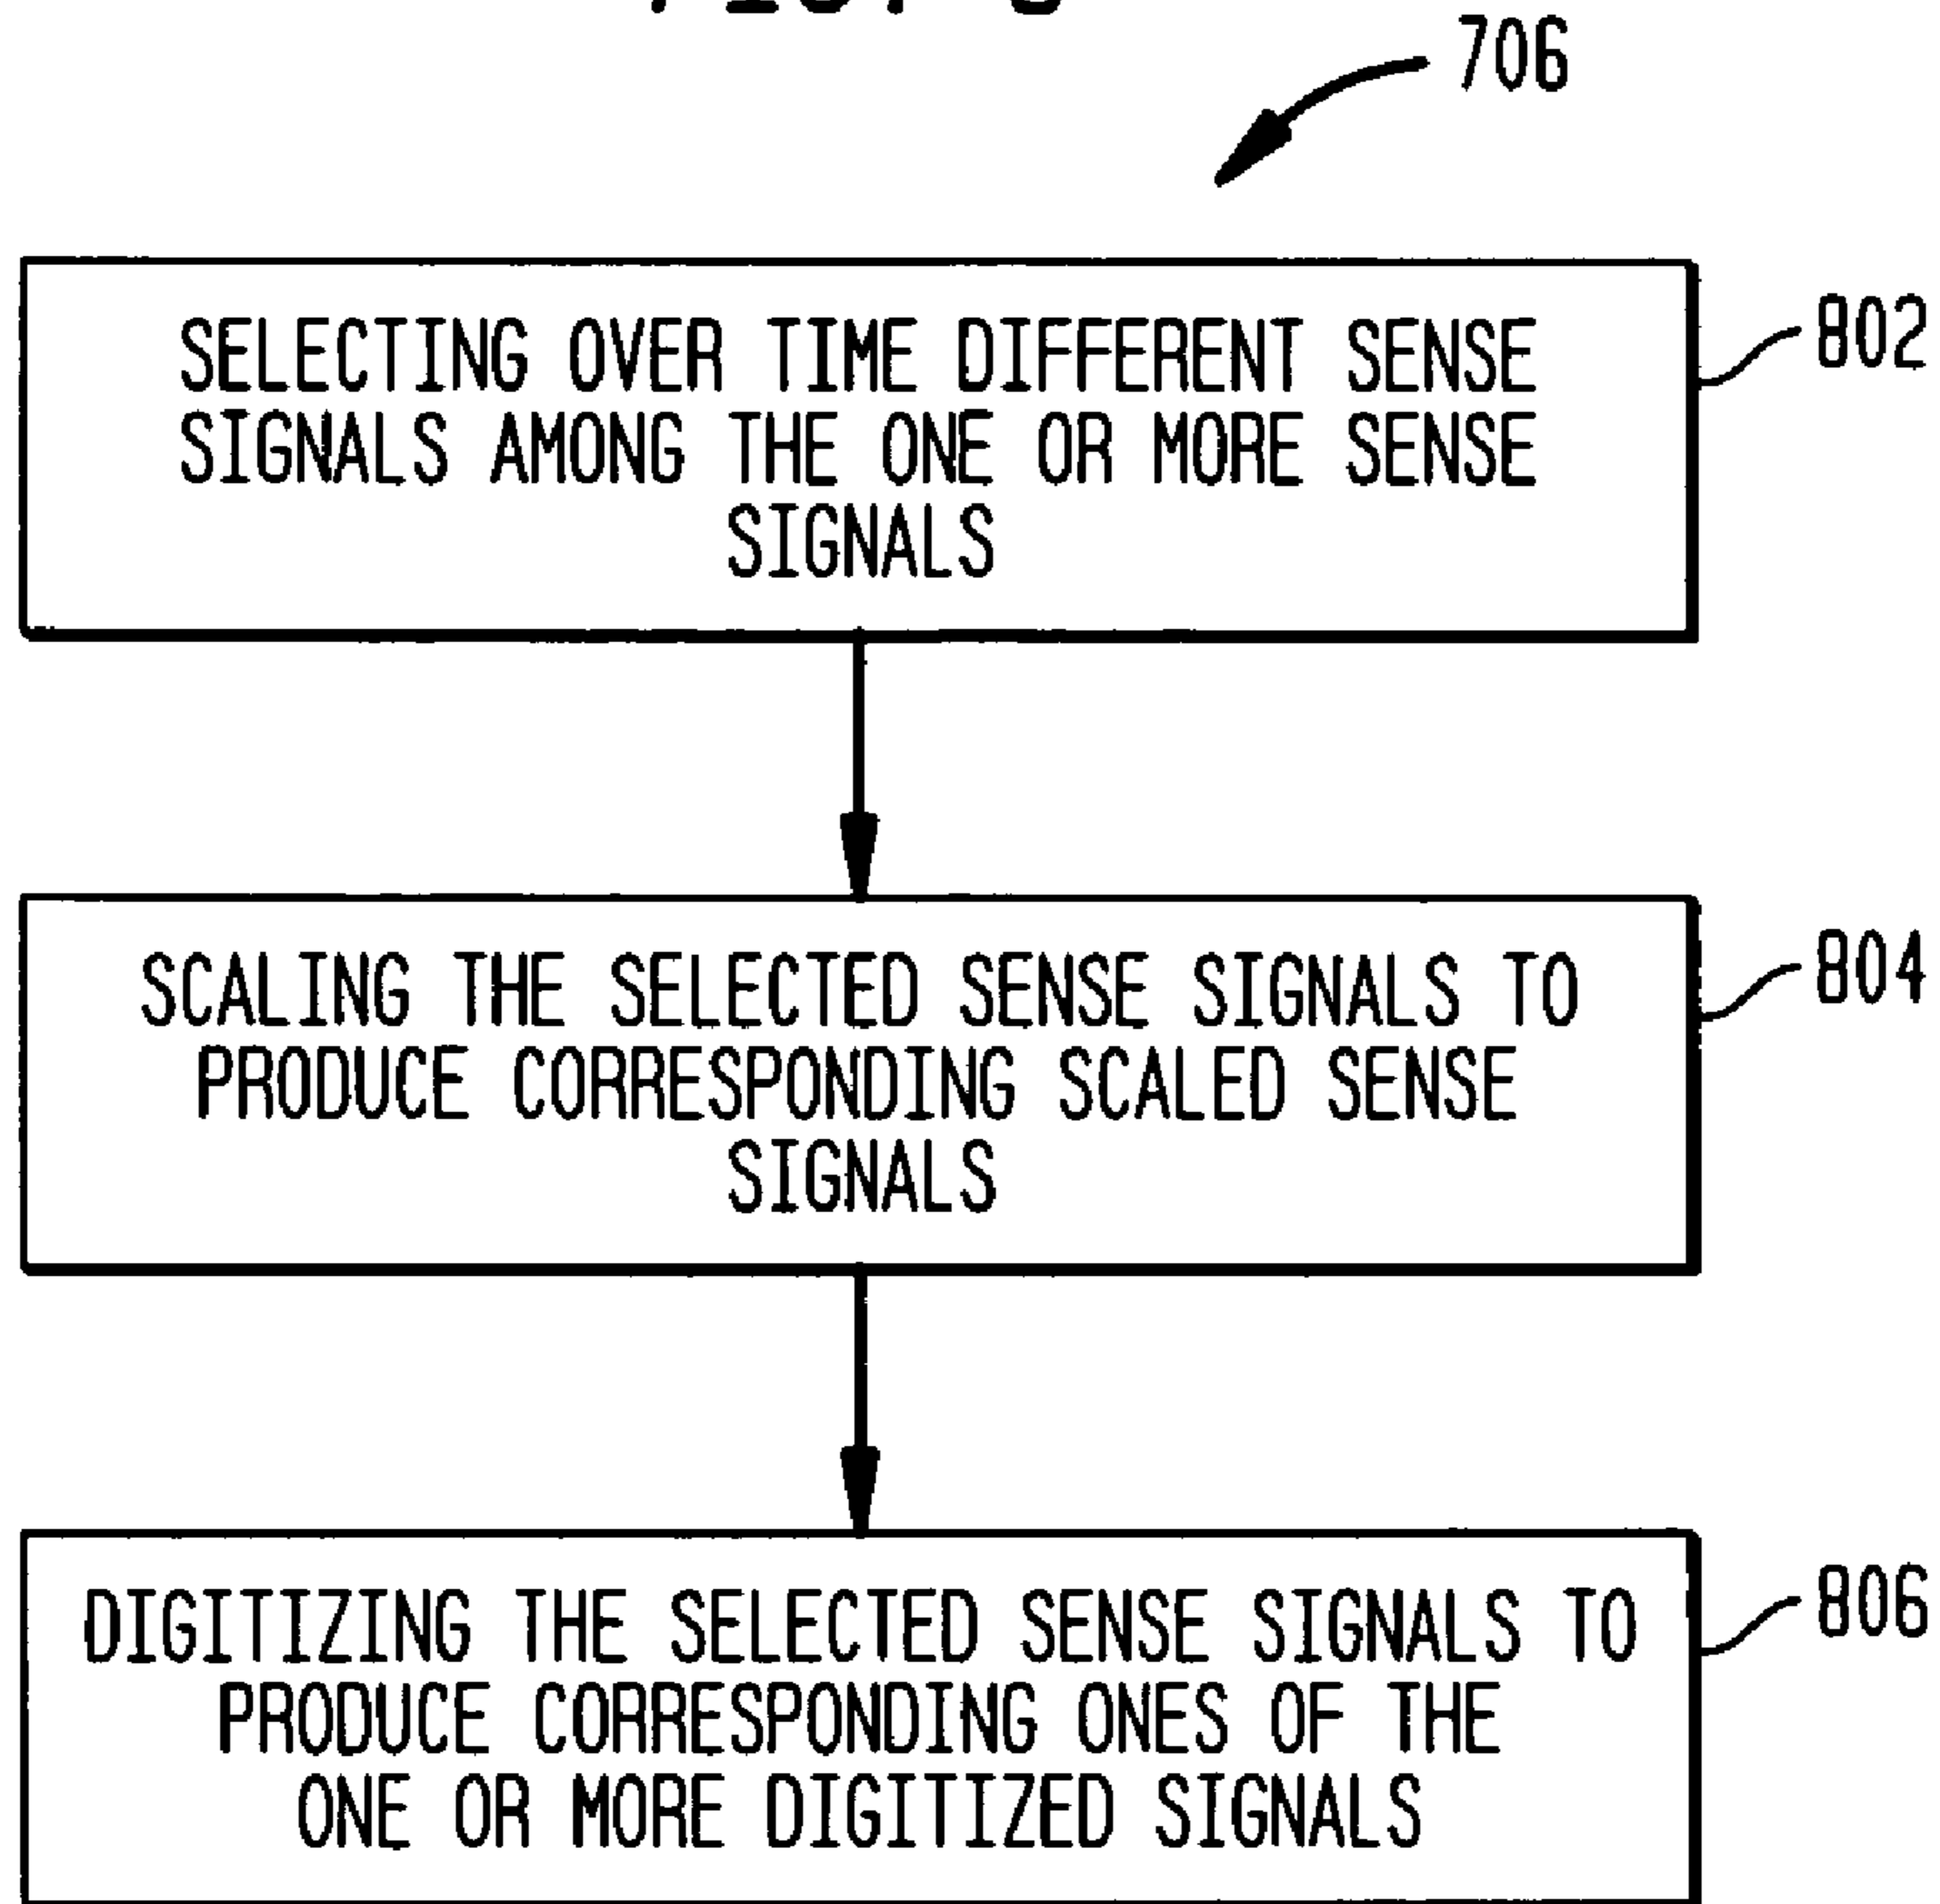 706
SELECTING OVER TIME DIFFERENT SENSE
802
SIGNALS AMONG THE ONE OR MORE SENSE
SIGNALS
SCALING THE SELECTED SENSE SIGNALS TO
804
PRODUCE CORRESPONDING SCALED SENSE
SIGNALS
DIGITIZING THE SELECTED SENSE SIGNALS TO
806
PRODUCE CORRESPONDING ONES OF THE
ONE OR MORE DIGITIZED SIGNALS